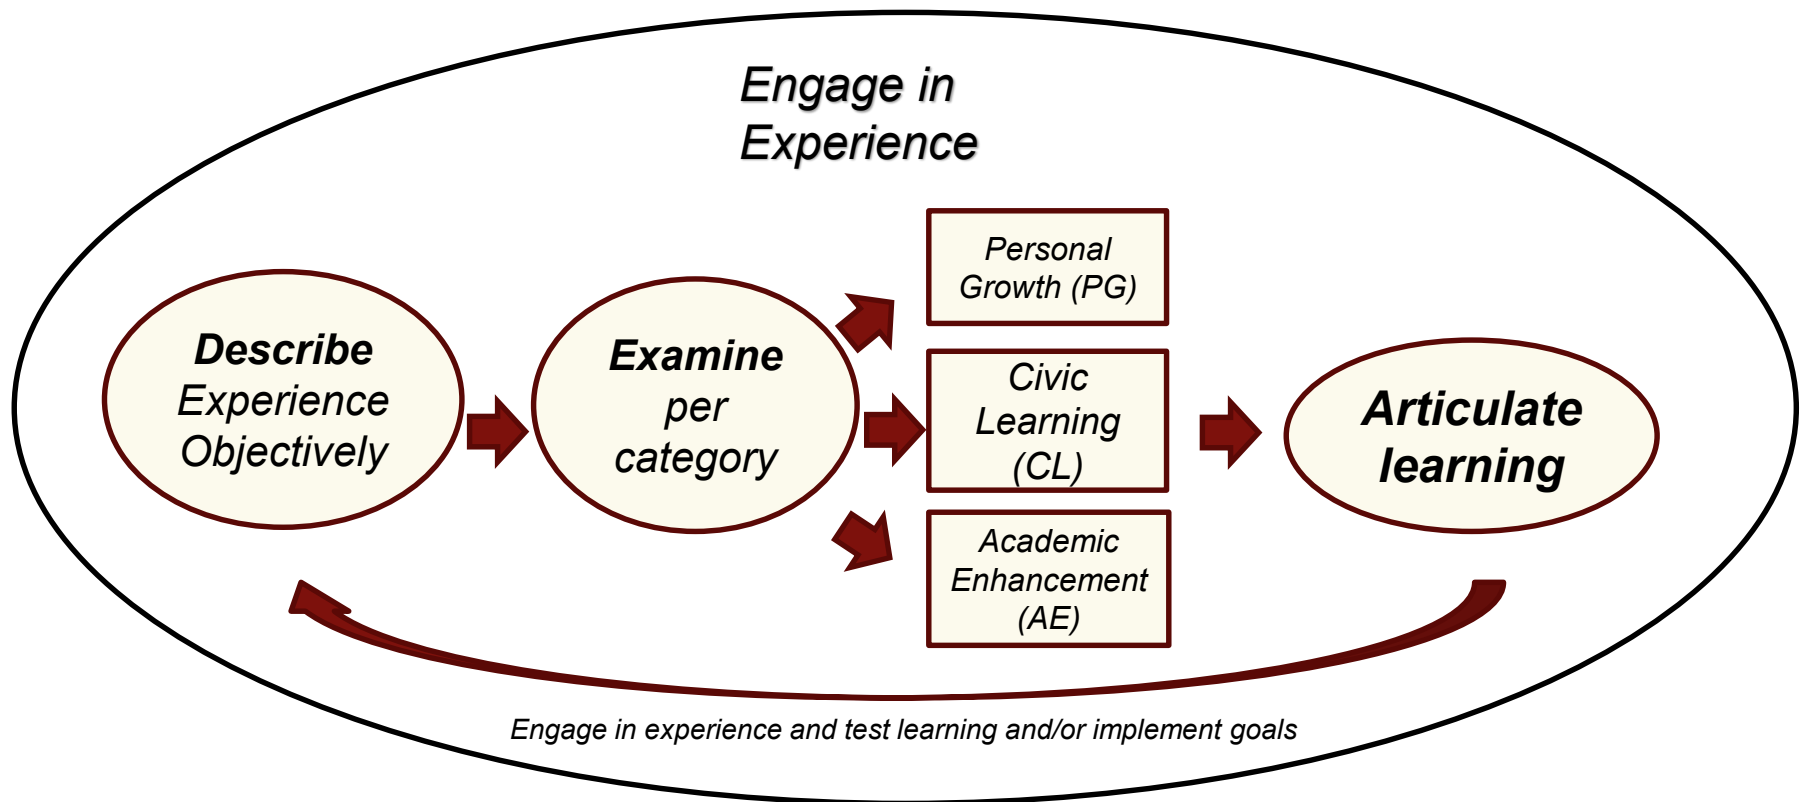 Engage in
Experience
Describe
Experience
Objectively
Examine
per
category
Personal
Growth (PG)
Civic
Learning
(CL)
Academic
Enhancement
(AE)
Articulate
learning
Engage in experience and test learning and/or implement goals